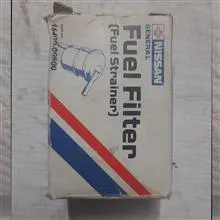 NISSAN
GENERAL
Fuel Filter
(Fuel Strainer)